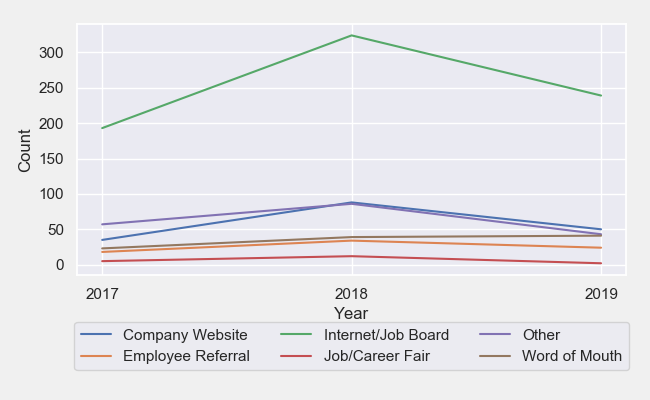 300
250
200
150
100
50
0
Count
2017 2018 2019
Year
Company Website Internet/Job Board Other
Employee Referral Job/Career Fair Word of Mouth